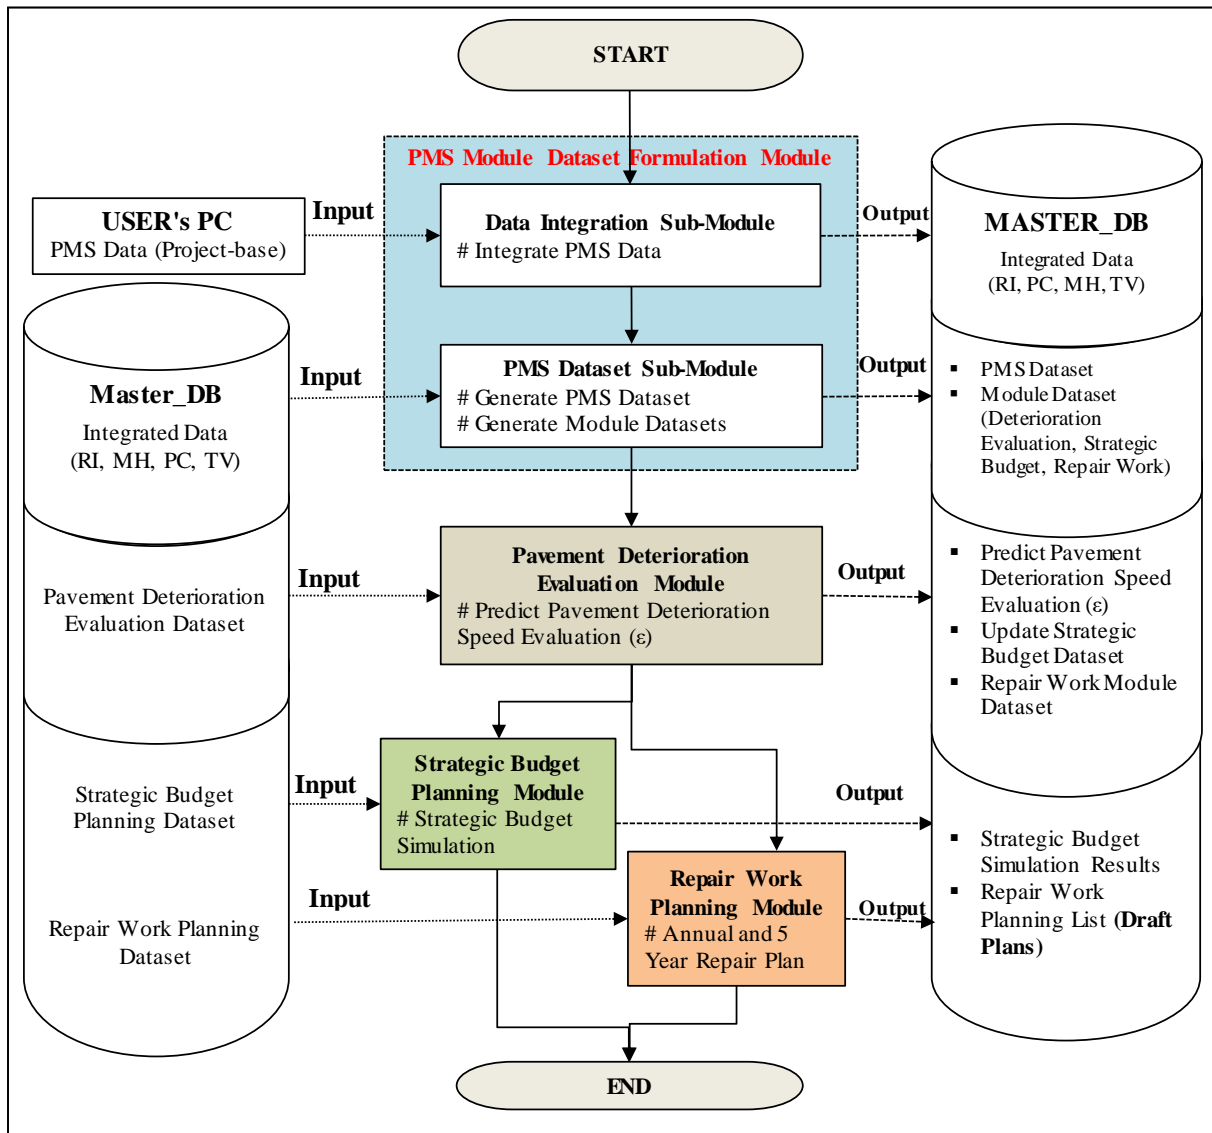 START
PMS Module Dataset Formulation Module
USER's PC
PMS Data (Project-base)
Input
Data Integration Sub-Module
# Integrate PMS Data
Output
MASTER_DB
Integrated Data
(RI, PC, MH, TV)
Master_DB
Integrated Data
(RI, MH, PC, TV)
Input
PMS Dataset Sub-Module
# Generate PMS Dataset
# Generate Module Datasets
Output
▪ PMS Dataset
▪ Module Dataset
(Deterioration
Evaluation, Strategic
Budget, Repair Work)
Pavement Deterioration
Evaluation Dataset
Input
Pavement Deterioration
Evaluation Module
# Predict Pavement Deterioration
Speed Evaluation (ε)
Output
▪ Predict Pavement
Deterioration Speed
Evaluation (ε)
▪ Update Strategic
Budget Dataset
▪ Repair Work Module
Dataset
Strategic Budget
Planning Dataset
Input
Strategic Budget
Planning Module
# Strategic Budget
Simulation
Output
▪ Strategic Budget
Simulation Results
▪ Repair Work
Planning List (Draft
Plans)
Repair Work Planning
Dataset
Input
Repair Work
Planning Module
# Annual and 5
Year Repair Plan
Output
END